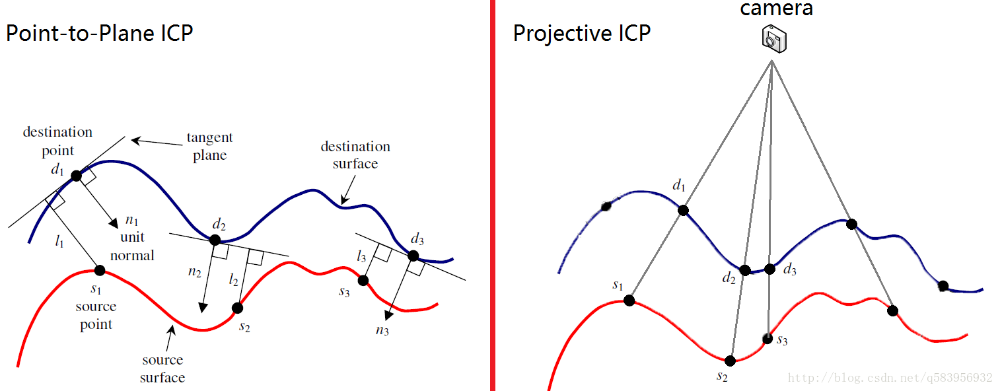 Point-to-Plane ICP
destination
point
d1
tangent
plane
destination
surface
n1
unit
normal
l1
d2
n2
l2
d3
l3
s1
source
point
s2
s3
n3
source
surface
camera
Projective ICP
d1
d2
d3
s1
s2
s3
http://blog.csdn.net/q583956932